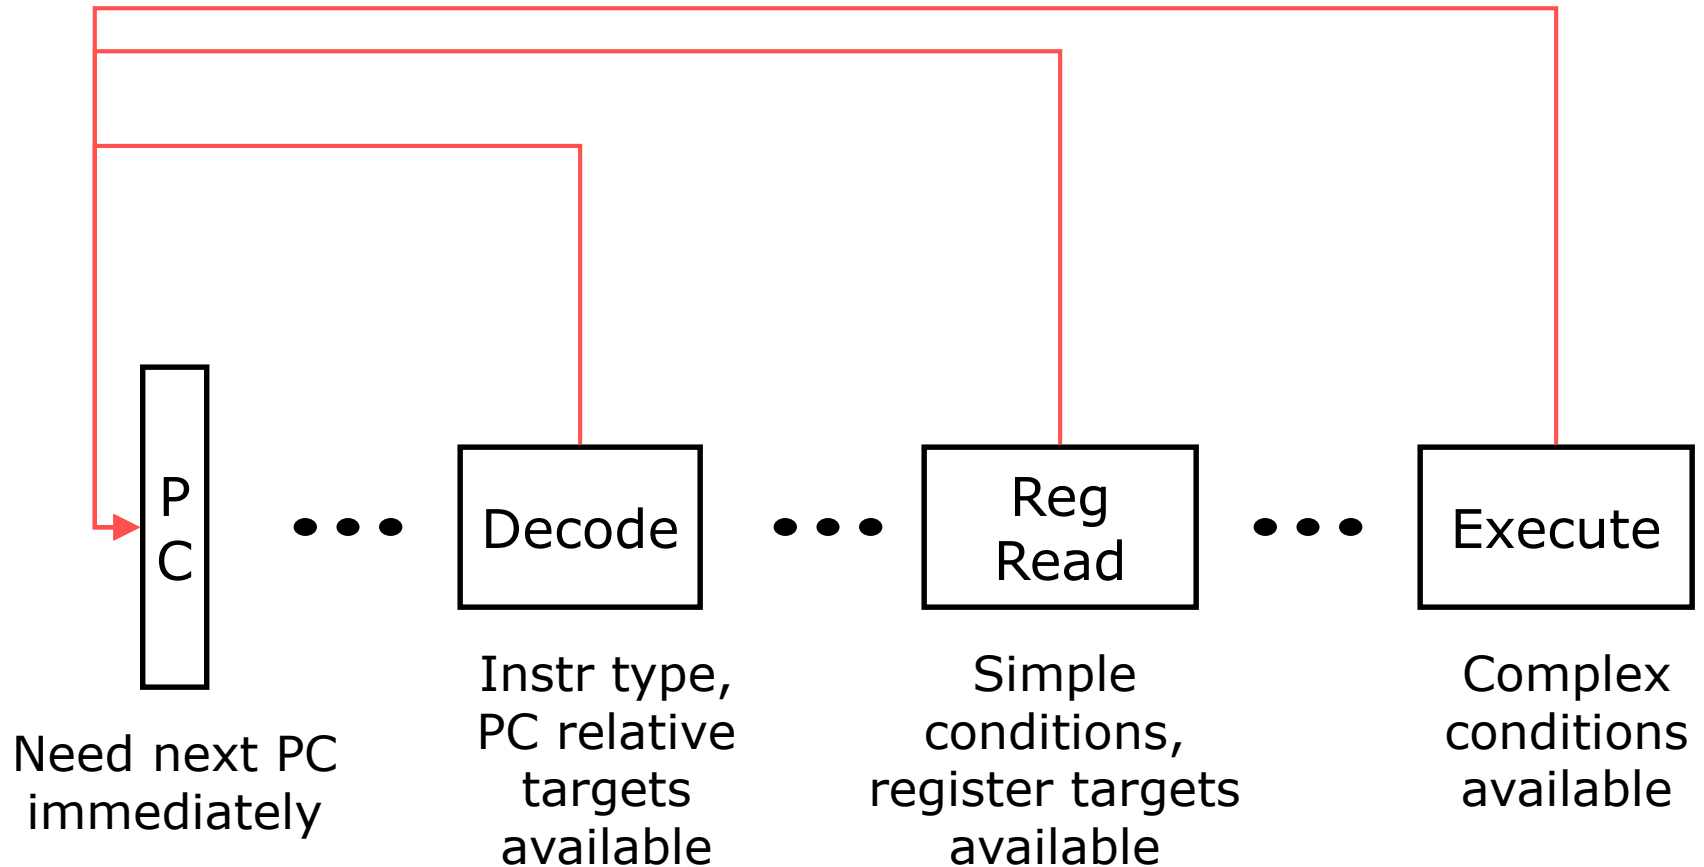 P
C
Decode
Reg
Read
Execute
Need next PC
immediately
Instr type,
PC relative
targets
available
Simple
conditions,
register targets
available
Complex
conditions
available